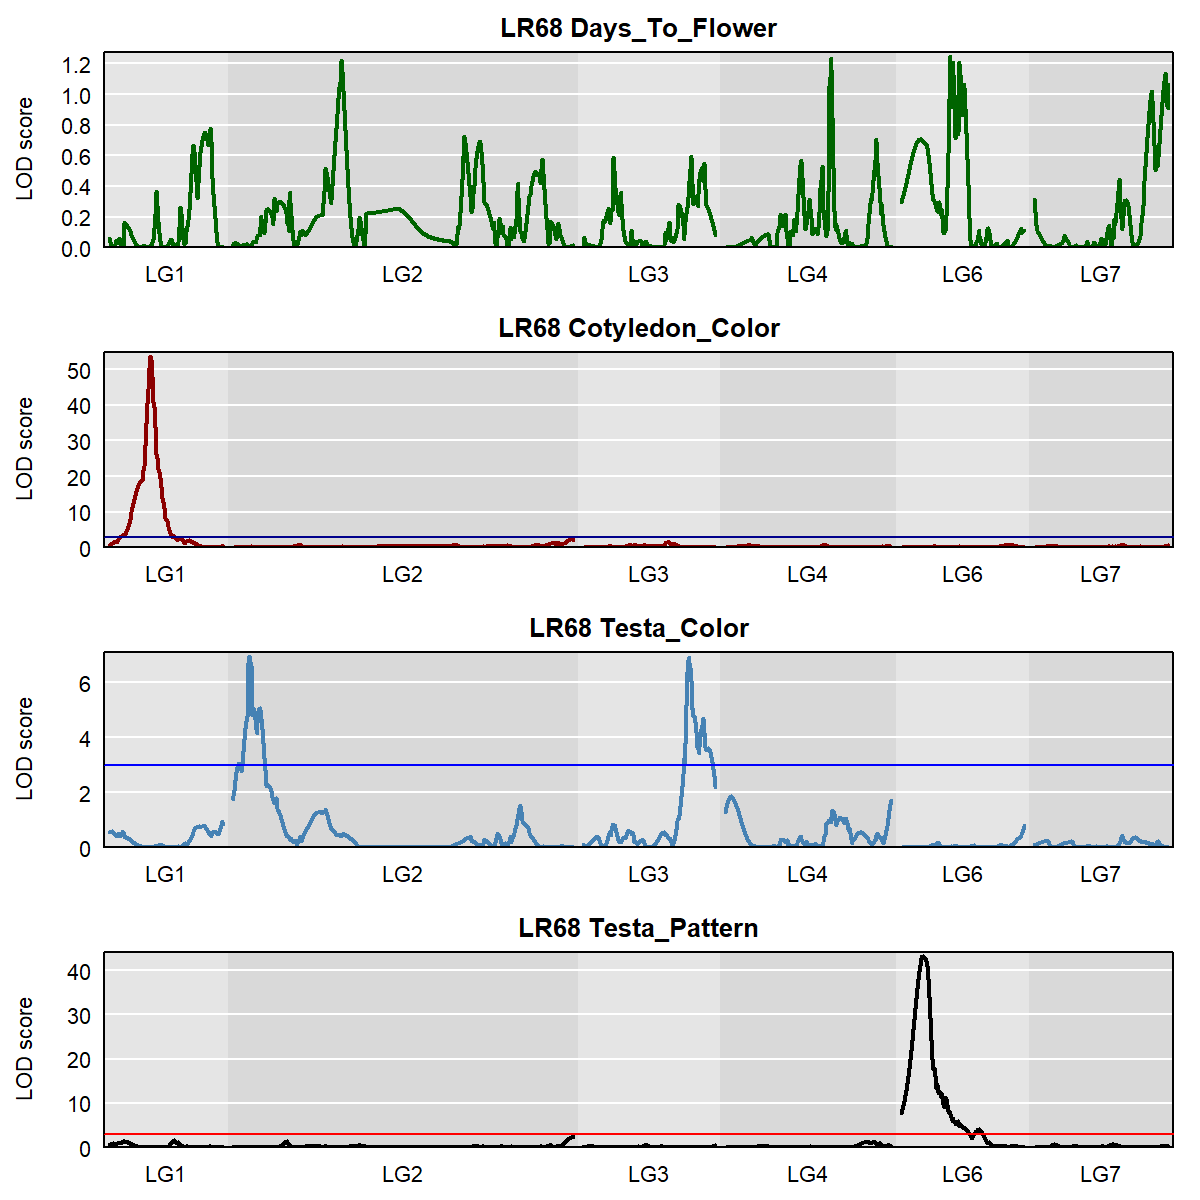 LR68 Days_To_Flower
LOD score
1.2
1.0
0.8
0.6
0.4
0.2
0.0
LG1 LG2 LG3 LG4 LG6 LG7
LR68 Cotyledon_Color
LOD score
50
40
30
20
10
0
LG1 LG2 LG3 LG4 LG6 LG7
LR68 Testa_Color
LOD score
6
4
2
0
LG1 LG2 LG3 LG4 LG6 LG7
LR68 Testa_Pattern
LOD score
40
30
20
10
0
LG1 LG2 LG3 LG4 LG6 LG7